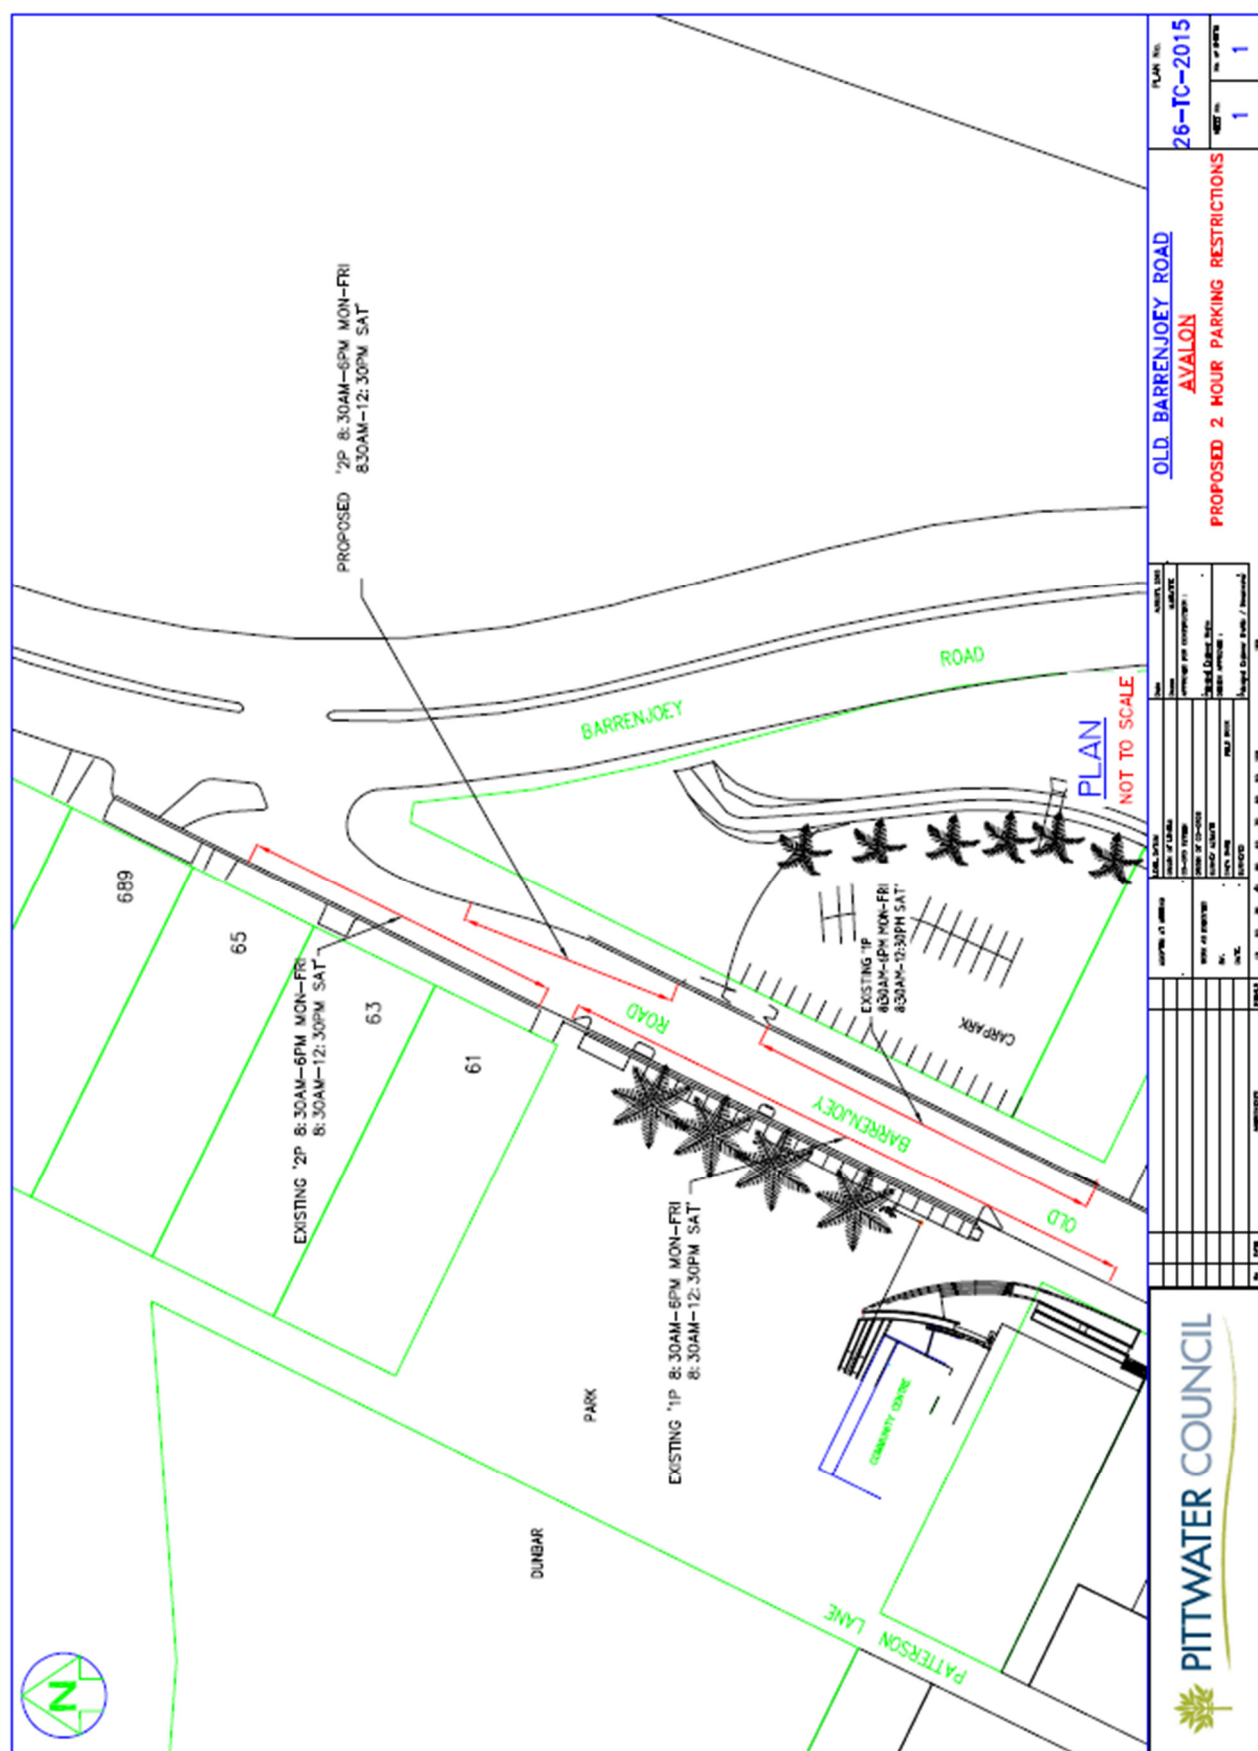 N
PROPOSED '2P 8:30AM-6PM MON-FRI
830AM-12:30PM SAT'
689
65
63
61
EXISTING '2P 8:30AM-6PM MON-FRI
8:30AM-12:30PM SAT'
EXISTING '1P 8:30AM-6PM MON-FRI
8:30AM-12:30PM SAT'
EXISTING '1P
8:30AM-6PM MON-FRI
8:30AM-12:30PM SAT'
BARRENJOEY
ROAD
OLD
BARRENJOEY
ROAD
CARPARK
DUNBAR
PARK
COMMUNITY CENTRE
PATTERSON LANE
PLAN
NOT TO SCALE
PITTWATER COUNCIL
OLD BARRENJOEY ROAD
AVALON
PROPOSED 2 HOUR PARKING RESTRICTIONS
PLAN No.
26-TC-2015
1
1